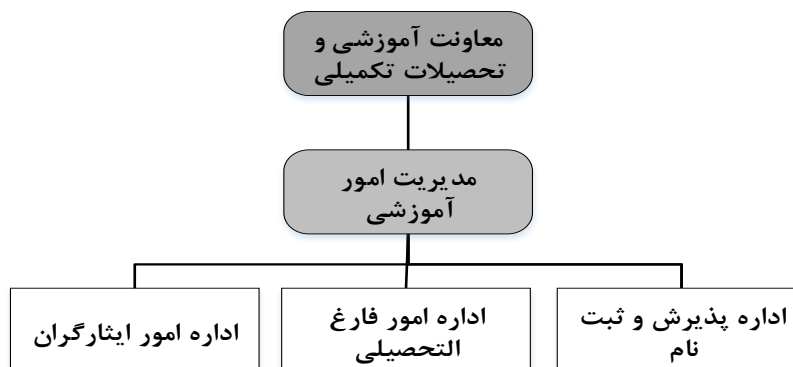 معاونت آموزشی و
تحصیلات تکمیلی
مدیریت امور
آموزشی
اداره پذیرش و ثبت
نام
اداره امور فارغ
التحصیلی
اداره امور ایثارگران